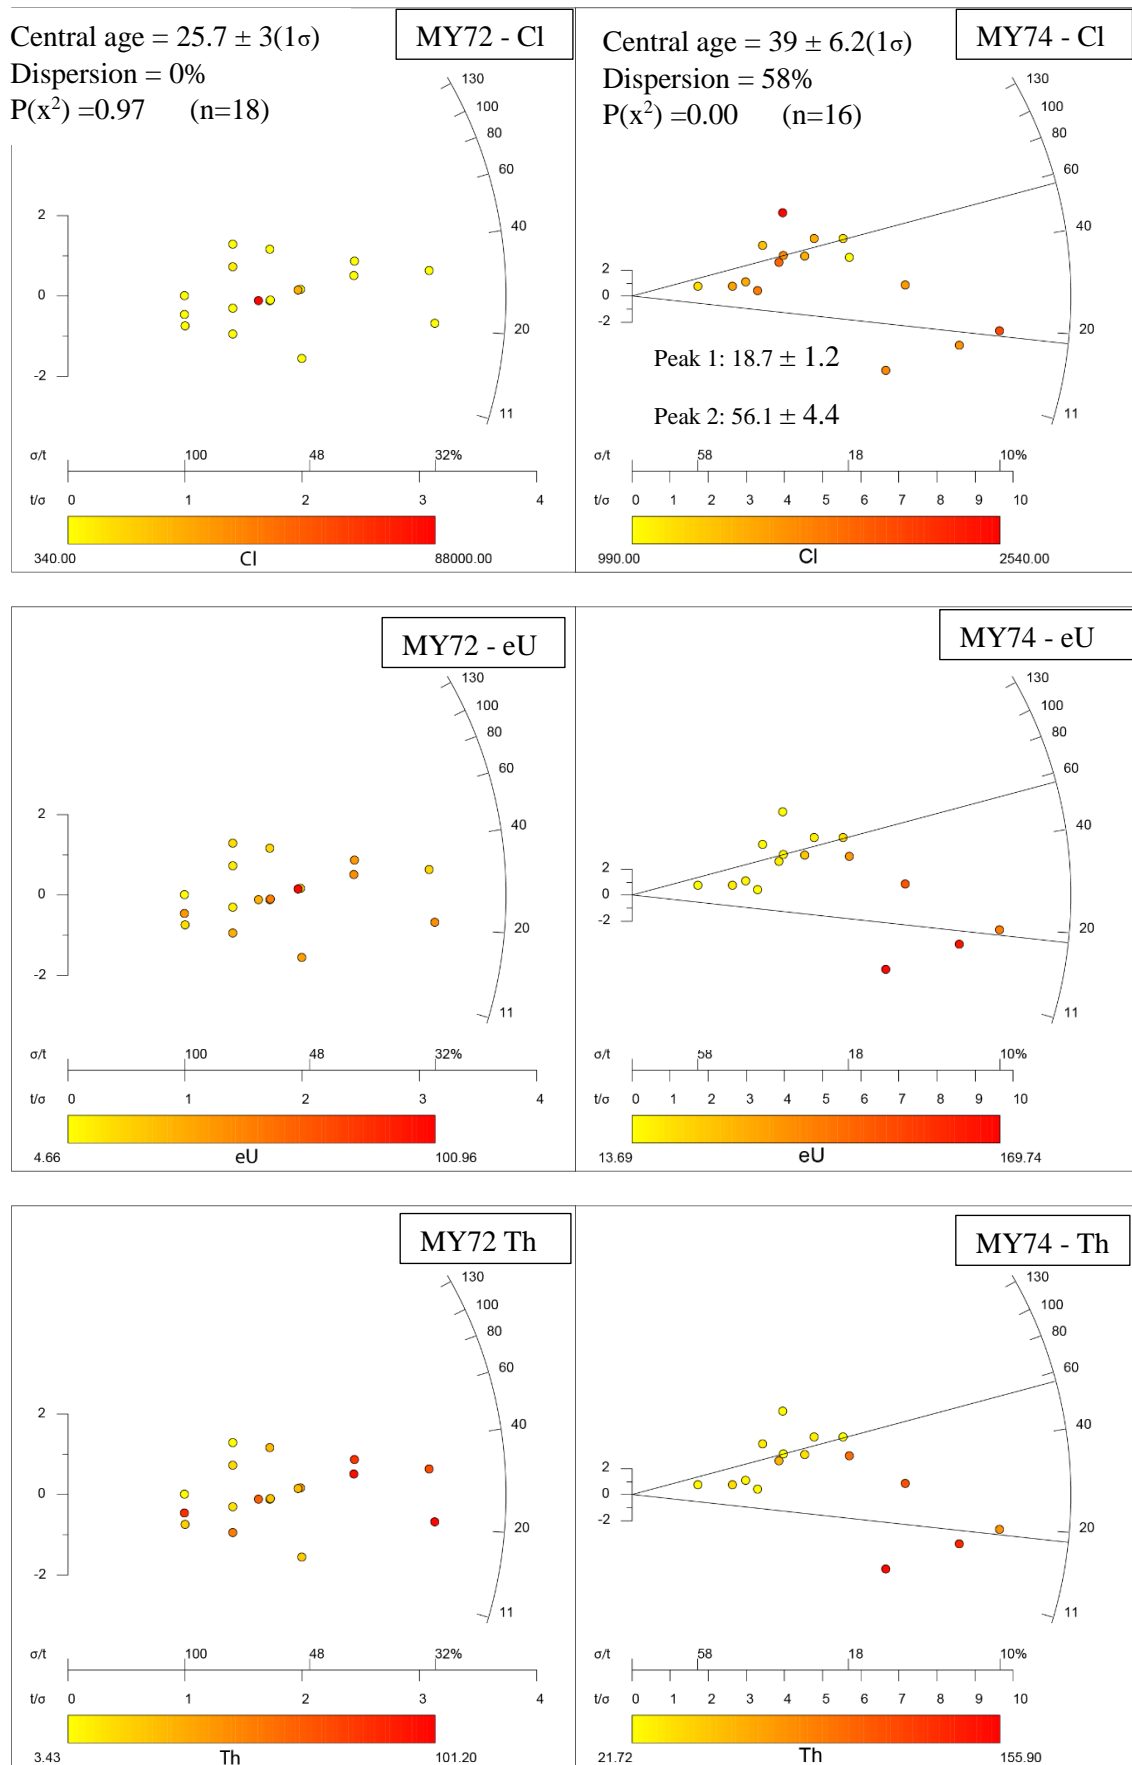 Central age = 25.7 ± 3(1σ)
Dispersion = 0%
P(x²) =0.97 (n=18)
MY72 - Cl
130
100
80
60
40
20
11
2
0
-2
σ/t 100 48 32%
t/σ 0 1 2 3 4
340.00 Cl 88000.00
Central age = 39 ± 6.2(1σ)
Dispersion = 58%
P(x²) =0.00 (n=16)
MY74 - Cl
130
100
80
60
40
20
11
2
0
-2
Peak 1: 18.7 ± 1.2
Peak 2: 56.1 ± 4.4
σ/t 58 18 10%
t/σ 0 1 2 3 4 5 6 7 8 9 10
990.00 Cl 2540.00
MY72 - eU
130
100
80
60
40
20
11
2
0
-2
σ/t 100 48 32%
t/σ 0 1 2 3 4
4.66 eU 100.96
MY74 - eU
130
100
80
60
40
20
11
2
0
-2
σ/t 58 18 10%
t/σ 0 1 2 3 4 5 6 7 8 9 10
13.69 eU 169.74
MY72 Th
130
100
80
60
40
20
11
2
0
-2
σ/t 100 48 32%
t/σ 0 1 2 3 4
3.43 Th 101.20
MY74 - Th
130
100
80
60
40
20
11
2
0
-2
σ/t 58 18 10%
t/σ 0 1 2 3 4 5 6 7 8 9 10
21.72 Th 155.90